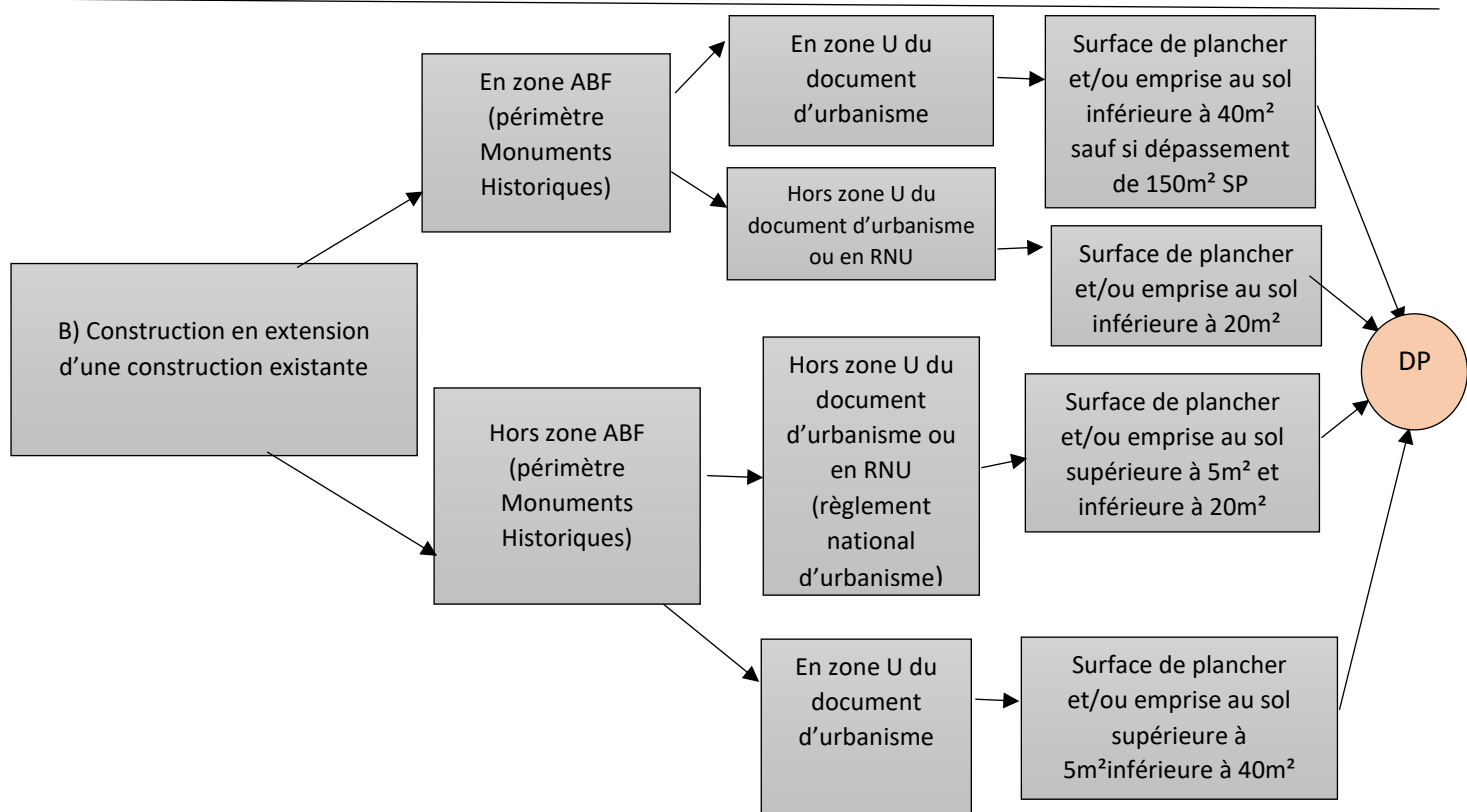 B) Construction en extension
d’une construction existante
En zone ABF
(périmètre
Monuments
Historiques)
En zone U du
document
d’urbanisme
Surface de plancher
et/ou emprise au sol
inférieure à 40m²
sauf si dépassement
de 150m² SP
Hors zone U du
document d’urbanisme
ou en RNU
Surface de plancher
et/ou emprise au sol
inférieure à 20m²
Hors zone ABF
(périmètre
Monuments
Historiques)
Hors zone U du
document
d’urbanisme ou
en RNU
(règlement
national
d’urbanisme)
Surface de plancher
et/ou emprise au sol
supérieure à 5m² et
inférieure à 20m²
En zone U du
document
d’urbanisme
Surface de plancher
et/ou emprise au sol
supérieure à
5m²inférieure à 40m²
DP